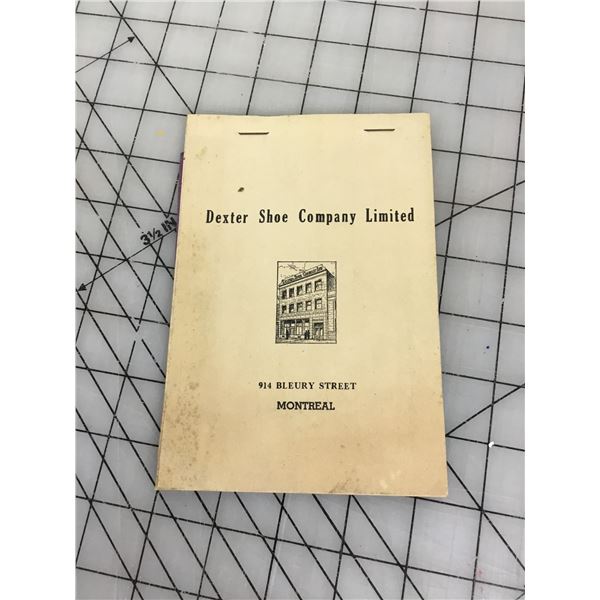 Dexter Shoe Company Limited
914 BLEURY STREET
MONTREAL
3½ IN